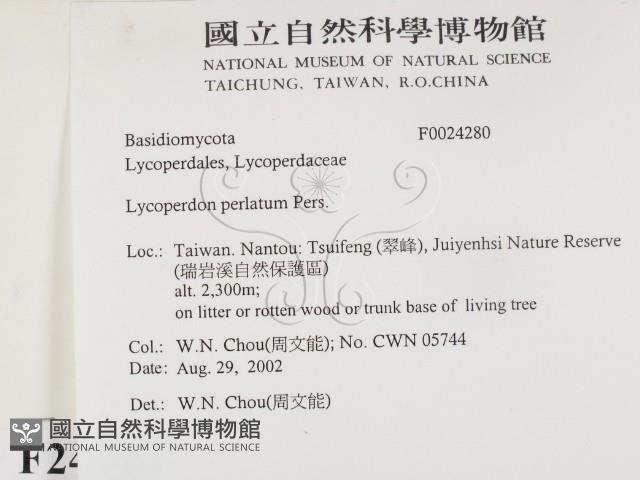 國立自然科學博物館
NATIONAL MUSEUM OF NATURAL SCIENCE
TAICHUNG, TAIWAN, R.O.CHINA
Basidiomycota F0024280
Lycoperdales, Lycoperdaceae
Lycoperdon perlatum Pers.
Loc.: Taiwan. Nantou: Tsuifeng (翠峰), Juiyenhsi Nature Reserve
(瑞岩溪自然保護區)
alt. 2,300m;
on litter or rotten wood or trunk base of living tree
Col.: W.N. Chou(周文能); No. CWN 05744
Date: Aug. 29, 2002
Det.: W.N. Chou(周文能)
國立自然科學博物館
NATIONAL MUSEUM OF NATURAL SCIENCE
F24